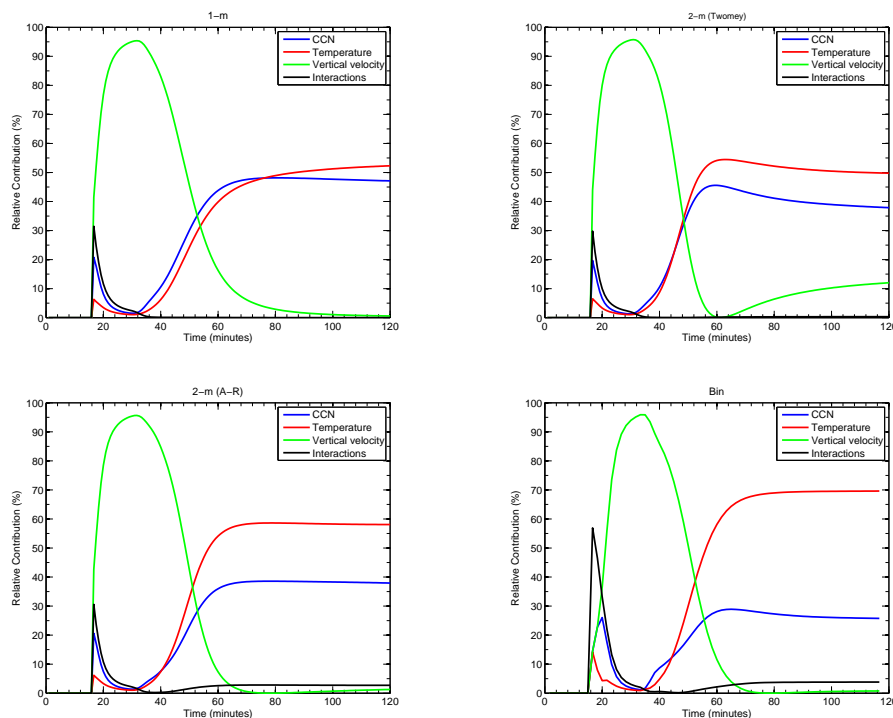 1−m
100
90
80
70
60
50
40
30
20
10
0
Relative Contribution (%)
0 20 40 60 80 100 120
Time (minutes)
CCN
Temperature
Vertical velocity
Interactions
2−m (Twomey)
100
90
80
70
60
50
40
30
20
10
0
Relative Contribution (%)
0 20 40 60 80 100 120
Time (minutes)
CCN
Temperature
Vertical velocity
Interactions
2−m (A−R)
100
90
80
70
60
50
40
30
20
10
0
Relative Contribution (%)
0 20 40 60 80 100 120
Time (minutes)
CCN
Temperature
Vertical velocity
Interactions
Bin
100
90
80
70
60
50
40
30
20
10
0
Relative Contribution (%)
0 20 40 60 80 100 120
Time (minutes)
CCN
Temperature
Vertical velocity
Interactions